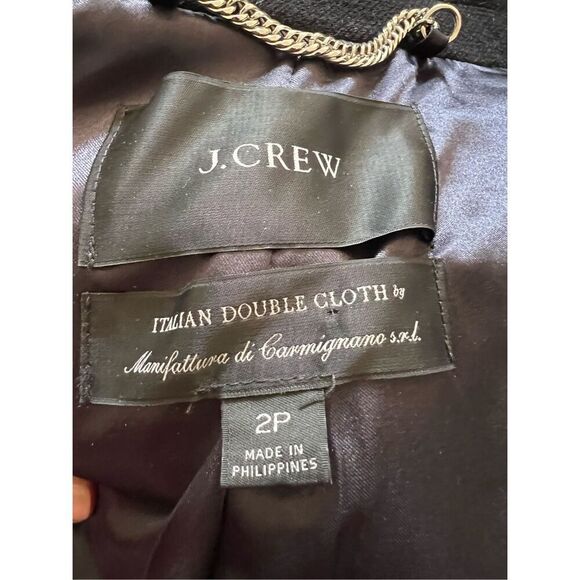 J.CREW
ITALIAN DOUBLE CLOTH by
Manifattura di Carmignano s.r.l.
2P
MADE IN
PHILIPPINES